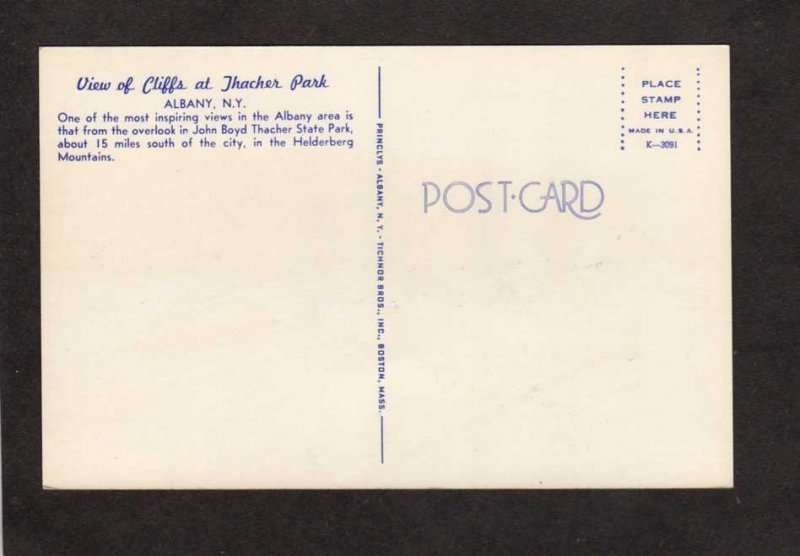 View of Cliffs at Thacher Park
ALBANY, N.Y.
One of the most inspiring views in the Albany area is
that from the overlook in John Boyd Thacher State Park,
about 15 miles south of the city, in the Helderberg
Mountains.
PRINCLYS - ALBANY, N. Y. - TICHNOR BROS., INC., BOSTON, MASS.
POST·CARD
PLACE
STAMP
HERE
MADE IN U.S.A.
K—3091